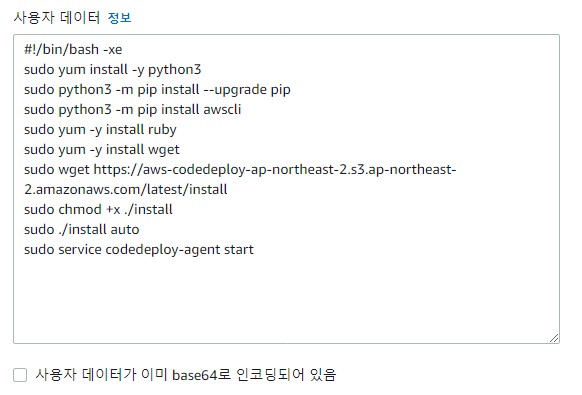 사용자 데이터 정보
#!/bin/bash -xe
sudo yum install -y python3
sudo python3 -m pip install --upgrade pip
sudo python3 -m pip install awscli
sudo yum -y install ruby
sudo yum -y install wget
sudo wget https://aws-codedeploy-ap-northeast-2.s3.ap-northeast-
2.amazonaws.com/latest/install
sudo chmod +x ./install
sudo ./install auto
sudo service codedeploy-agent start
사용자 데이터가 이미 base64로 인코딩되어 있음